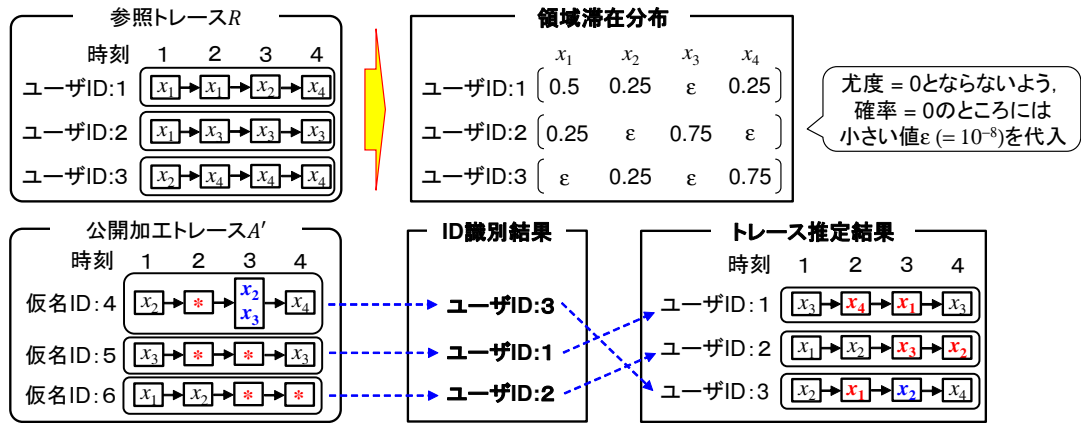 参照トレースR
時刻 1 2 3 4
ユーザID:1 x1 x1 x2 x4
ユーザID:2 x1 x3 x3 x3
ユーザID:3 x2 x4 x4 x4
領域滞在分布
x1 x2 x3 x4
ユーザID:1 0.5 0.25 ε 0.25
ユーザID:2 0.25 ε 0.75 ε
ユーザID:3 ε 0.25 ε 0.75
尤度 = 0とならないよう,
確率 = 0のところには
小さい値ε (= 10⁻⁸)を代入
公開加工トレースA′
時刻 1 2 3 4
仮名ID:4 x2 * x2 x3 x4
仮名ID:5 x3 * * x3
仮名ID:6 x1 x2 * *
ID識別結果
ユーザID:3
ユーザID:1
ユーザID:2
トレース推定結果
時刻 1 2 3 4
ユーザID:1 x3 x4 x1 x3
ユーザID:2 x1 x2 x3 x2
ユーザID:3 x2 x1 x2 x4